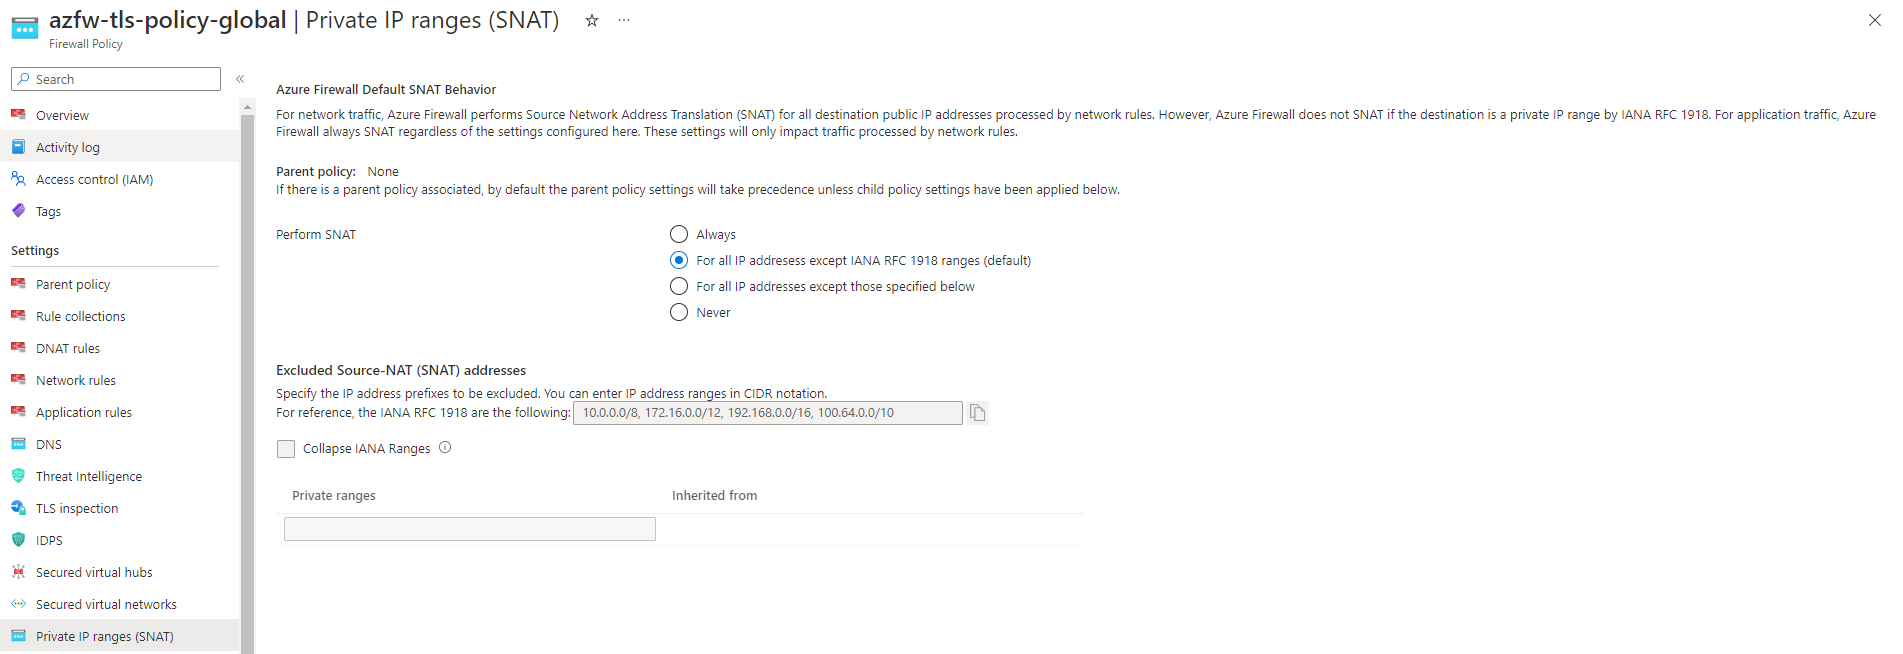 azfw-tls-policy-global | Private IP ranges (SNAT)
Firewall Policy
Search
Overview
Activity log
Access control (IAM)
Tags
Settings
Parent policy
Rule collections
DNAT rules
Network rules
Application rules
DNS
Threat Intelligence
TLS inspection
IDPS
Secured virtual hubs
Secured virtual networks
Private IP ranges (SNAT)
Azure Firewall Default SNAT Behavior
For network traffic, Azure Firewall performs Source Network Address Translation (SNAT) for all destination public IP addresses processed by network rules. However, Azure Firewall does not SNAT if the destination is a private IP range by IANA RFC 1918. For application traffic, Azure
Firewall always SNAT regardless of the settings configured here. These settings will only impact traffic processed by network rules.
Parent policy: None
If there is a parent policy associated, by default the parent policy settings will take precedence unless child policy settings have been applied below.
Perform SNAT
Always
For all IP addresess except IANA RFC 1918 ranges (default)
For all IP addresses except those specified below
Never
Excluded Source-NAT (SNAT) addresses
Specify the IP address prefixes to be excluded. You can enter IP address ranges in CIDR notation.
For reference, the IANA RFC 1918 are the following: 10.0.0.0/8, 172.16.0.0/12, 192.168.0.0/16, 100.64.0.0/10
Collapse IANA Ranges
Private ranges Inherited from